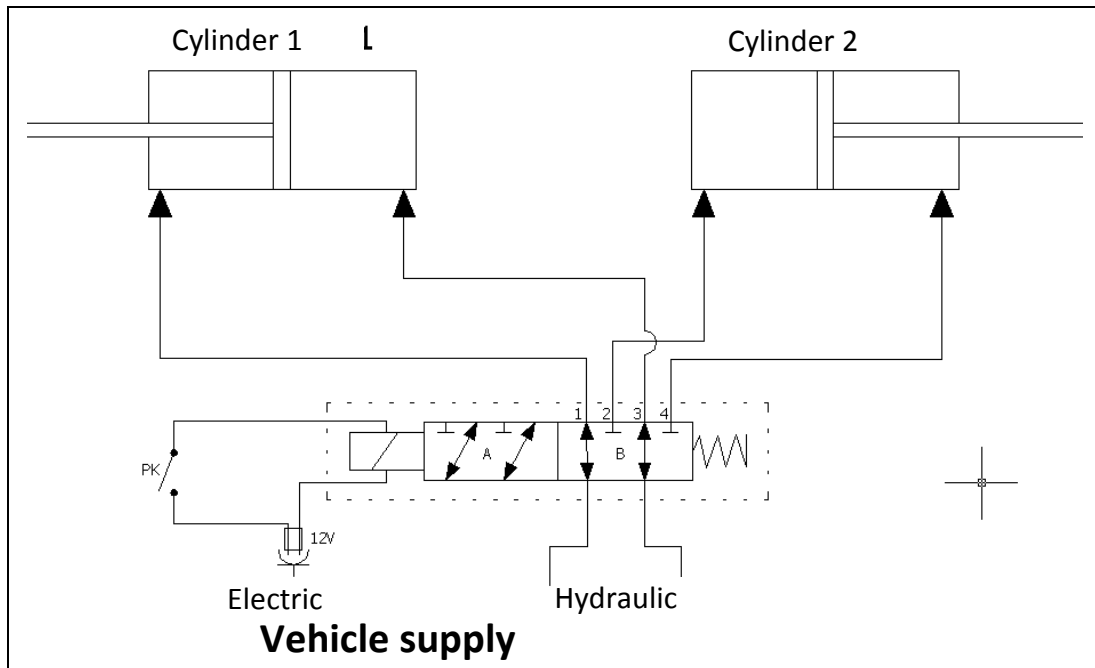 Cylinder 1 L Cylinder 2
1 2 3 4
A B
PK
12V
Electric Hydraulic
Vehicle supply